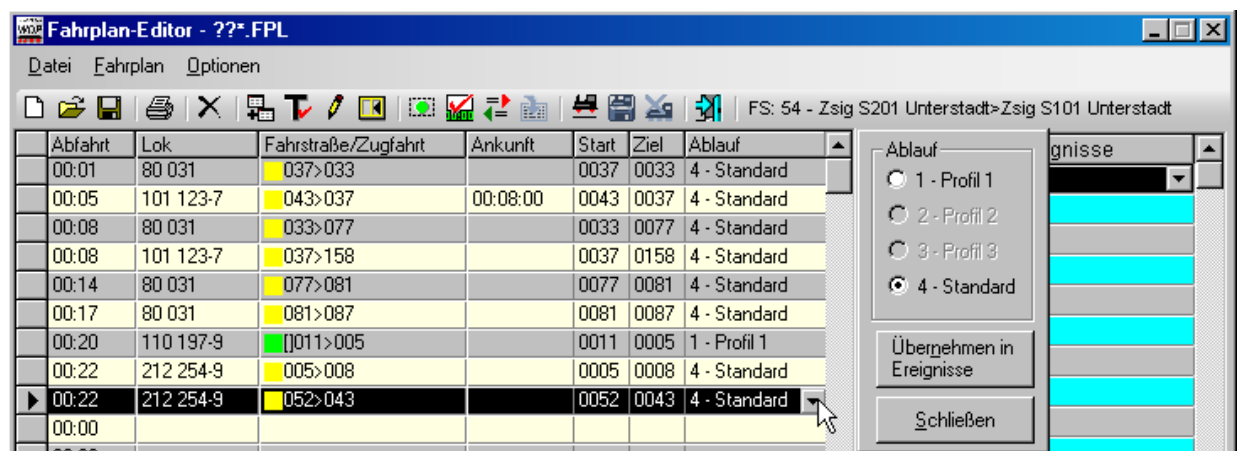 Fahrplan-Editor - ??*.FPL
Datei Fahrplan Optionen
FS: 54 - Zsig S201 Unterstadt>Zsig S101 Unterstadt
Abfahrt Lok Fahrstraße/Zugfahrt Ankunft Start Ziel Ablauf
00:01 80 031 037>033 0037 0033 4 - Standard
00:05 101 123-7 043>037 00:08:00 0043 0037 4 - Standard
00:08 80 031 033>077 0033 0077 4 - Standard
00:08 101 123-7 037>158 0037 0158 4 - Standard
00:14 80 031 077>081 0077 0081 4 - Standard
00:17 80 031 081>087 0081 0087 4 - Standard
00:20 110 197-9 []011>005 0011 0005 1 - Profil 1
00:22 212 254-9 005>008 0005 0008 4 - Standard
00:22 212 254-9 052>043 0052 0043 4 - Standard
00:00
Ablauf
1 - Profil 1
2 - Profil 2
3 - Profil 3
4 - Standard
Übernehmen in
Ereignisse
Schließen
gnisse